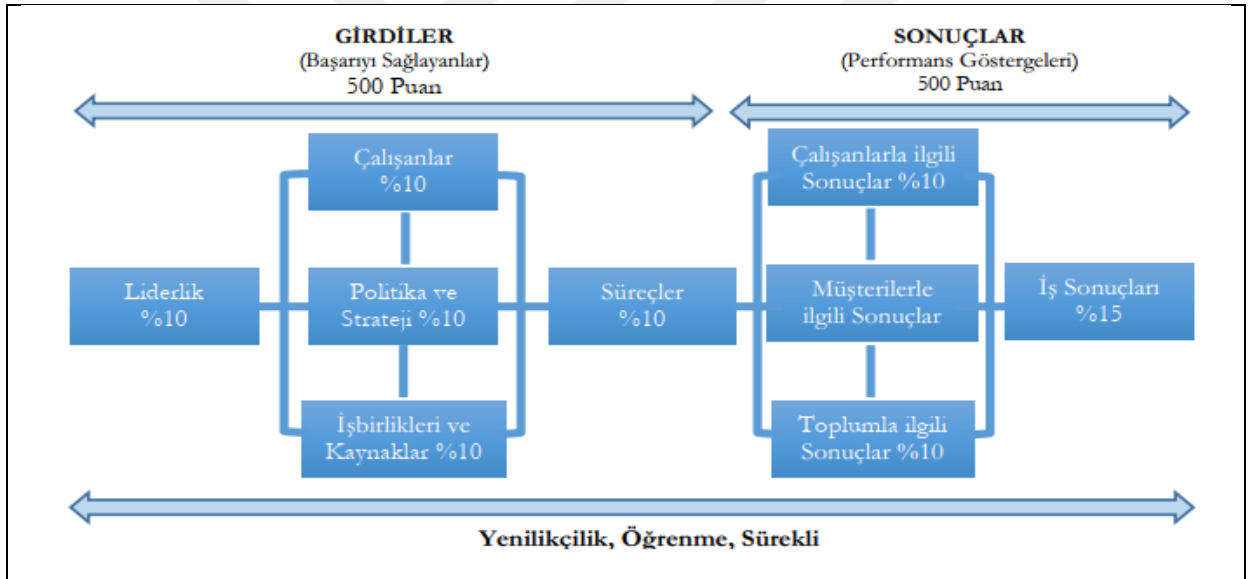 GİRDİLER
(Başarıyı Sağlayanlar)
500 Puan
SONUÇLAR
(Performans Göstergeleri)
500 Puan
Çalışanlar
%10
Çalışanlarla ilgili
Sonuçlar %10
Liderlik
%10
Politika ve
Strateji %10
Süreçler
%10
Müşterilerle
ilgili Sonuçlar
İş Sonuçları
%15
İşbirlikleri ve
Kaynaklar %10
Toplumla ilgili
Sonuçlar %10
Yenilikçilik, Öğrenme, Sürekli